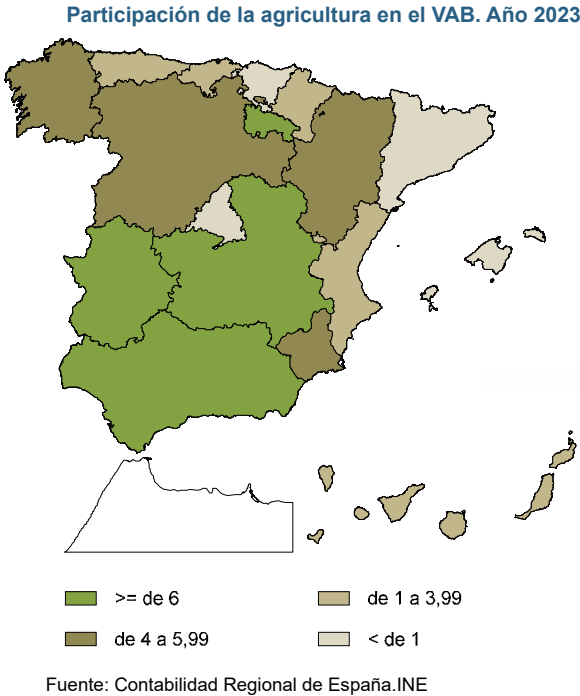 Participación de la agricultura en el VAB. Año 2023
>= de 6
de 1 a 3,99
de 4 a 5,99
< de 1
Fuente: Contabilidad Regional de España.INE